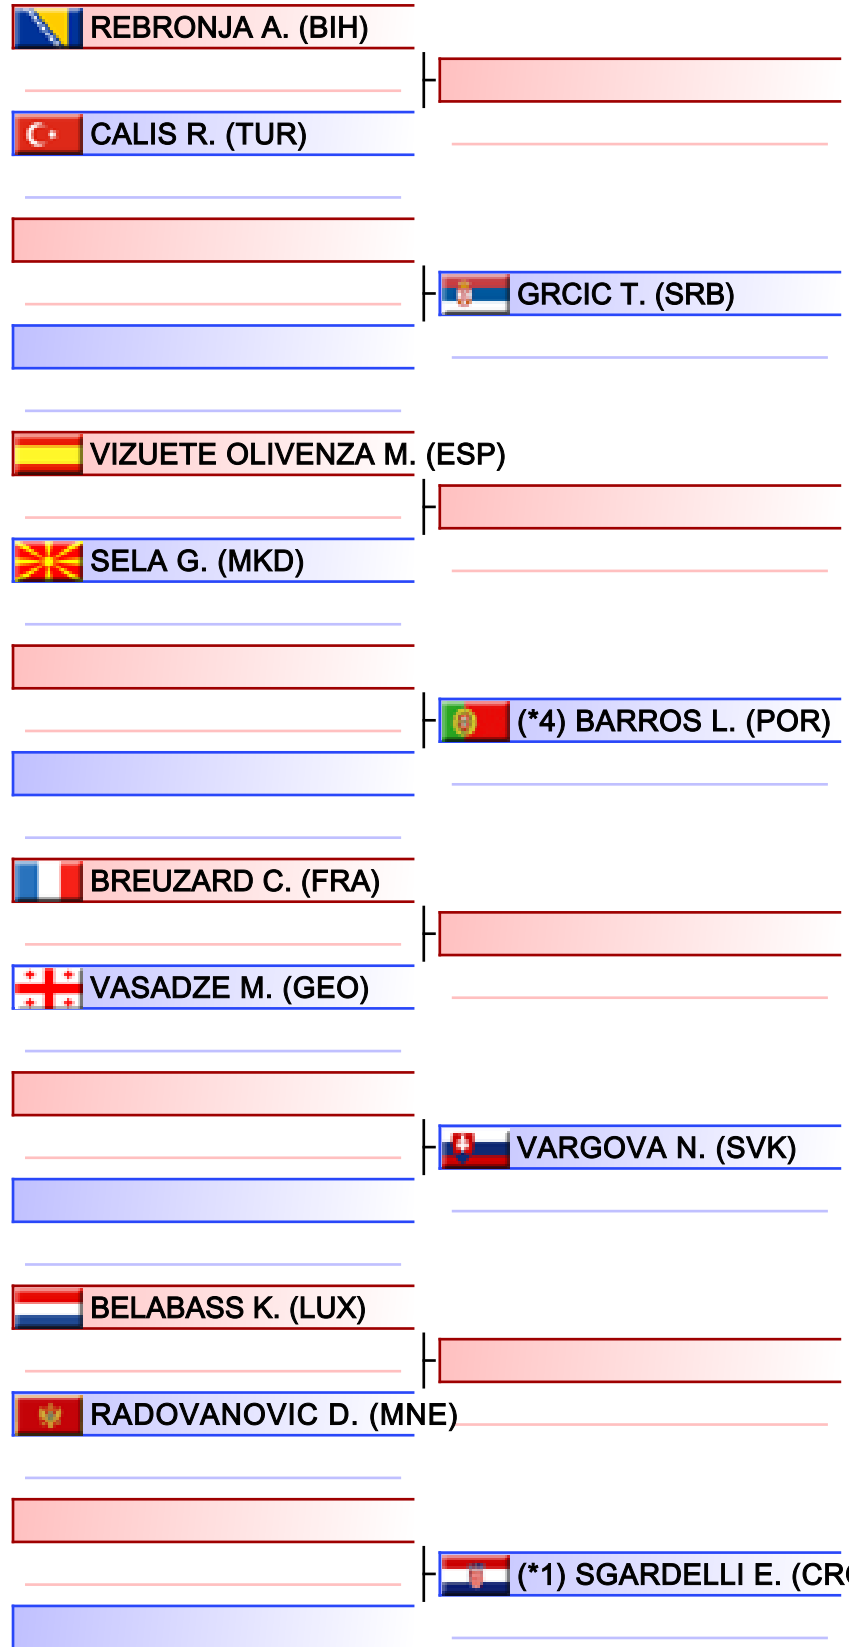 REBRONJA A. (BIH)
CALIS R. (TUR)
GRCIC T. (SRB)
VIZUETE OLIVENZA M. (ESP)
SELA G. (MKD)
(*4) BARROS L. (POR)
BREUZARD C. (FRA)
VASADZE M. (GEO)
VARGOVA N. (SVK)
BELABASS K. (LUX)
RADOVANOVIC D. (MNE)
(*1) SGARDELLI E. (CR